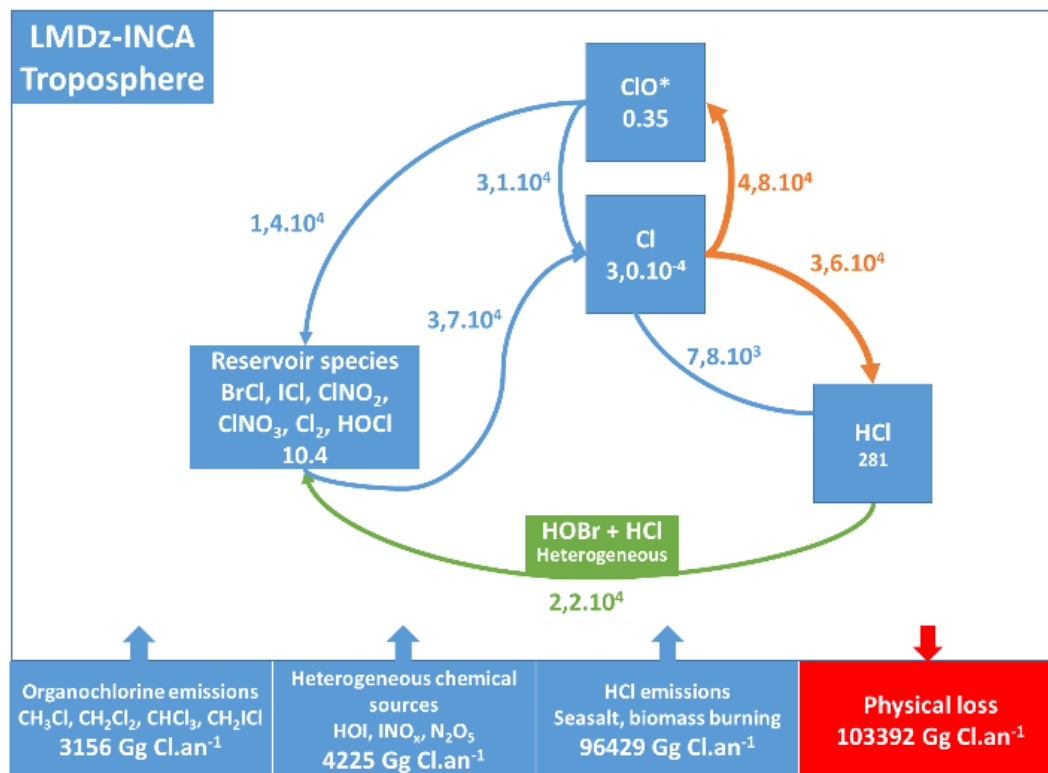 LMDz-INCA
Troposphere
ClO*
0.35
3,1.10⁴
4,8.10⁴
1,4.10⁴
Cl
3,0.10⁻⁴
3,6.10⁴
3,7.10⁴
7,8.10³
Reservoir species
BrCl, ICl, ClNO₂,
ClNO₃, Cl₂, HOCl
10.4
HCl
281
HOBr + HCl
Heterogeneous
2,2.10⁴
Organochlorine emissions
CH₃Cl, CH₂Cl₂, CHCl₃, CH₂ICl
3156 Gg Cl.an⁻¹
Heterogeneous chemical
sources
HOI, INOₓ, N₂O₅
4225 Gg Cl.an⁻¹
HCl emissions
Seasalt, biomass burning
96429 Gg Cl.an⁻¹
Physical loss
103392 Gg Cl.an⁻¹